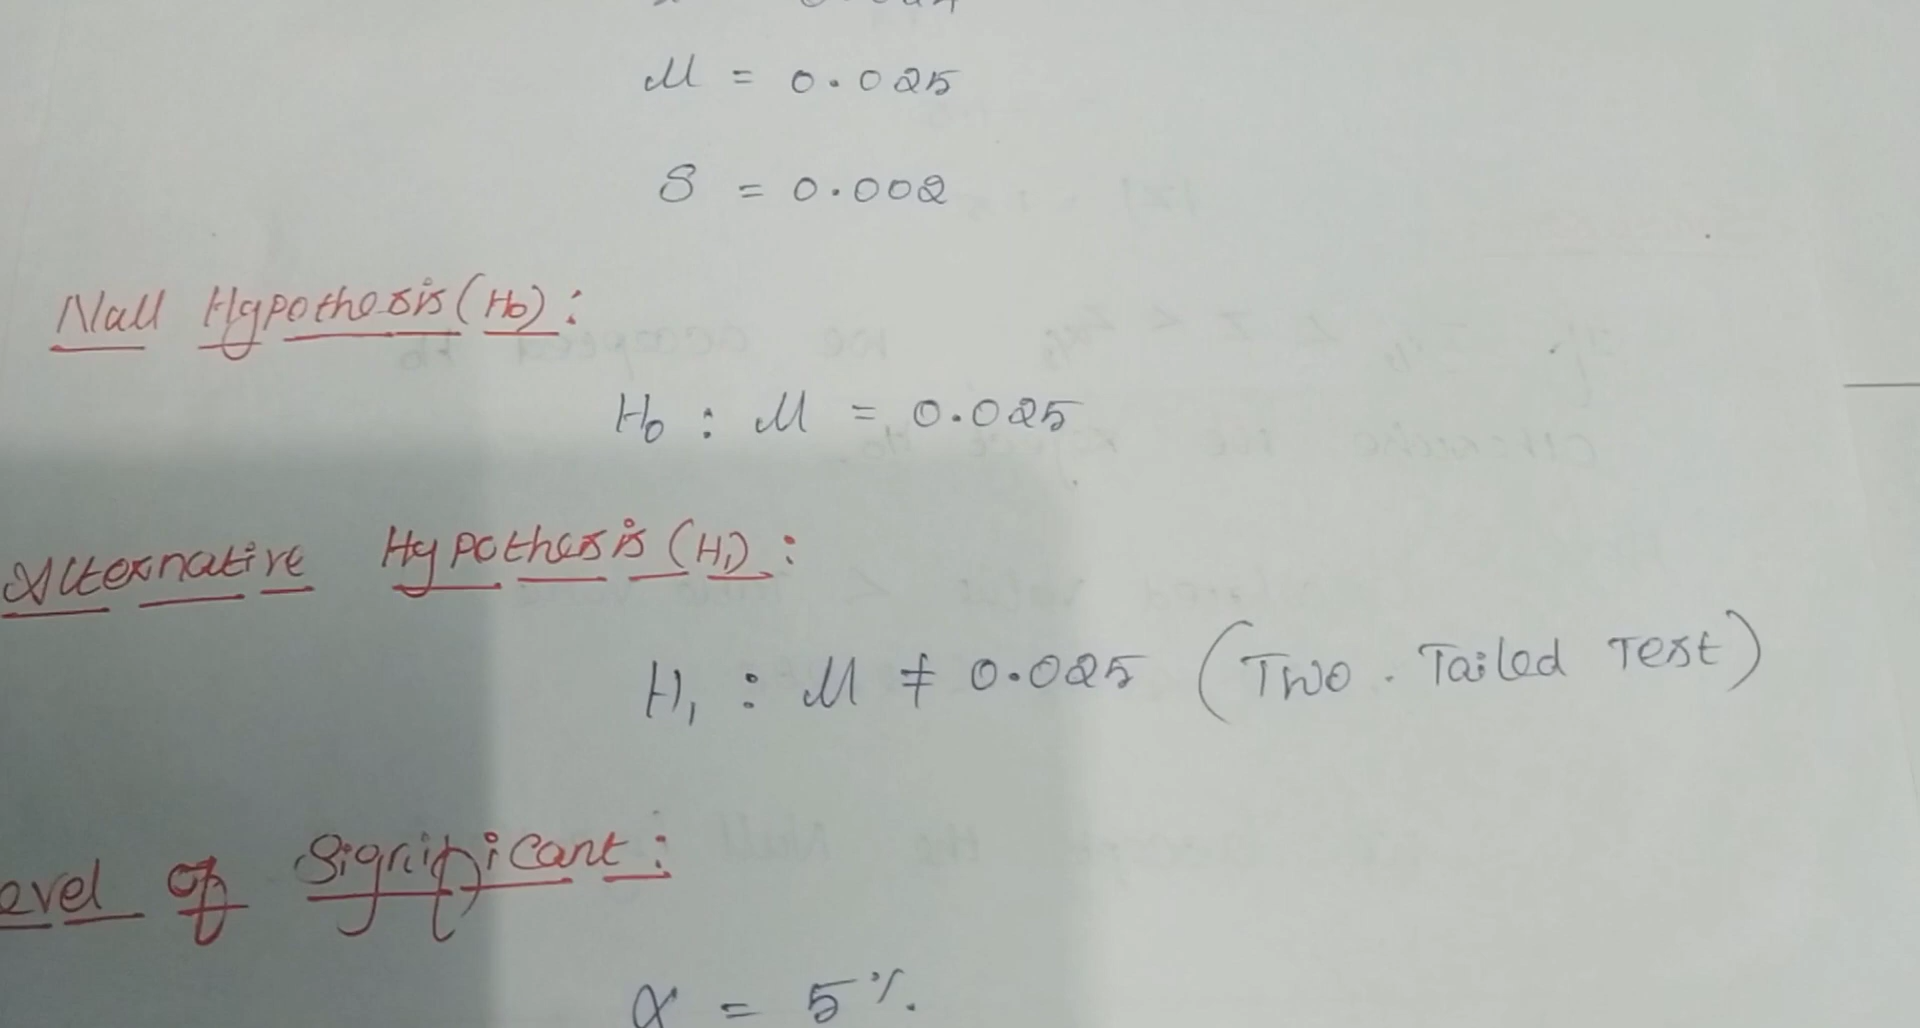 μ = 0.025
S = 0.002
Null Hypothesis (H₀) :
H₀ : μ = 0.025
Alternative Hypothesis (H₁) :
H₁ : μ ≠ 0.025 (Two - Tailed Test)
evel of Significant :
α = 5 %.